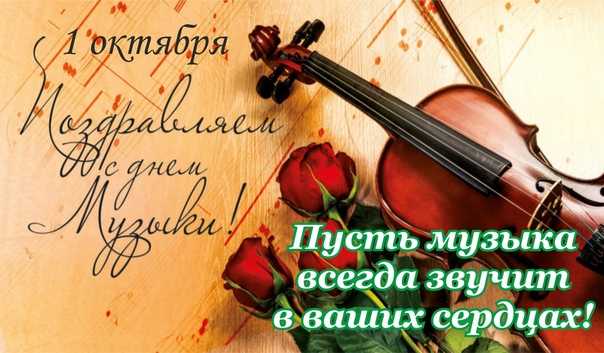 1 октября
Поздравляем
с днем
Музыки!
Пусть музыка
всегда звучит
в ваших сердцах!